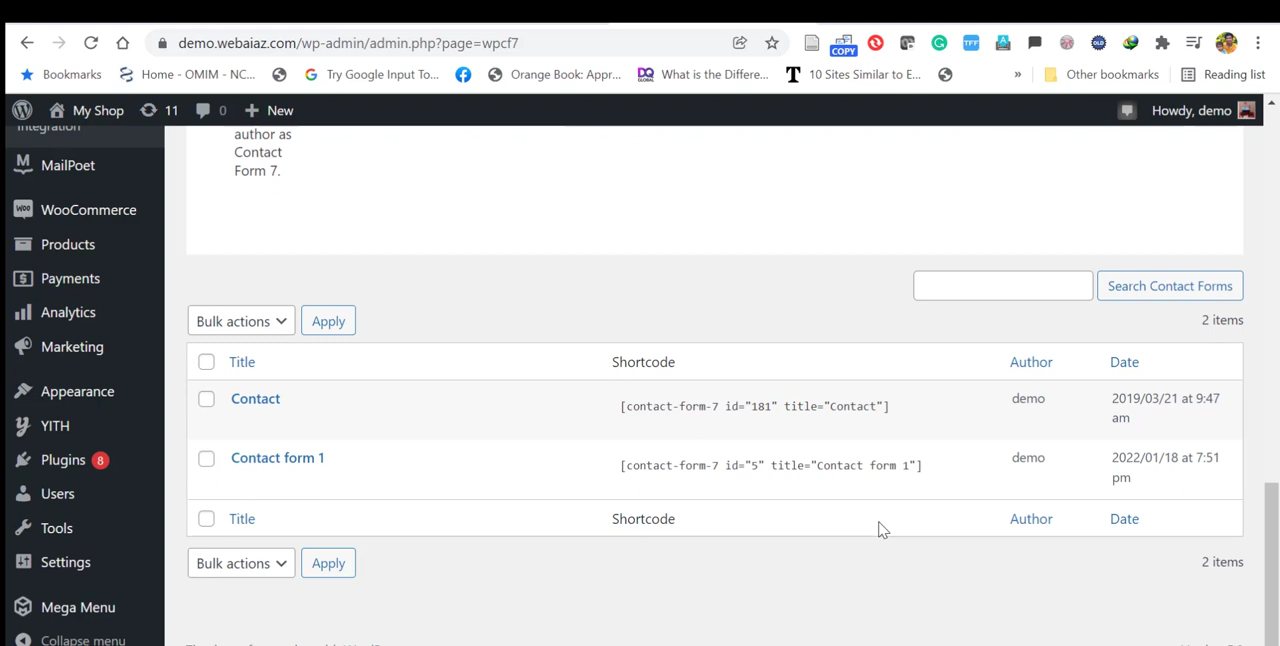 demo.webaiaz.com/wp-admin/admin.php?page=wpcf7
COPY
TFF
OLD
Bookmarks
Home - OMIM - NC...
G
Try Google Input To...
Orange Book: Appr...
DQ
What is the Differe...
T
10 Sites Similar to E...
»
Other bookmarks
Reading list
My Shop
11
0
+ New
Howdy, demo
Integration
MailPoet
WooCommerce
Products
Payments
Analytics
Marketing
Appearance
YITH
Plugins 8
Users
Tools
Settings
Mega Menu
Collapse menu
author as
Contact
Form 7.
Search Contact Forms
Bulk actions
Apply
2 items
Title Shortcode Author Date
Contact [contact-form-7 id="181" title="Contact"] demo 2019/03/21 at 9:47
am
Contact form 1 [contact-form-7 id="5" title="Contact form 1"] demo 2022/01/18 at 7:51
pm
Title Shortcode Author Date
Bulk actions
Apply
2 items